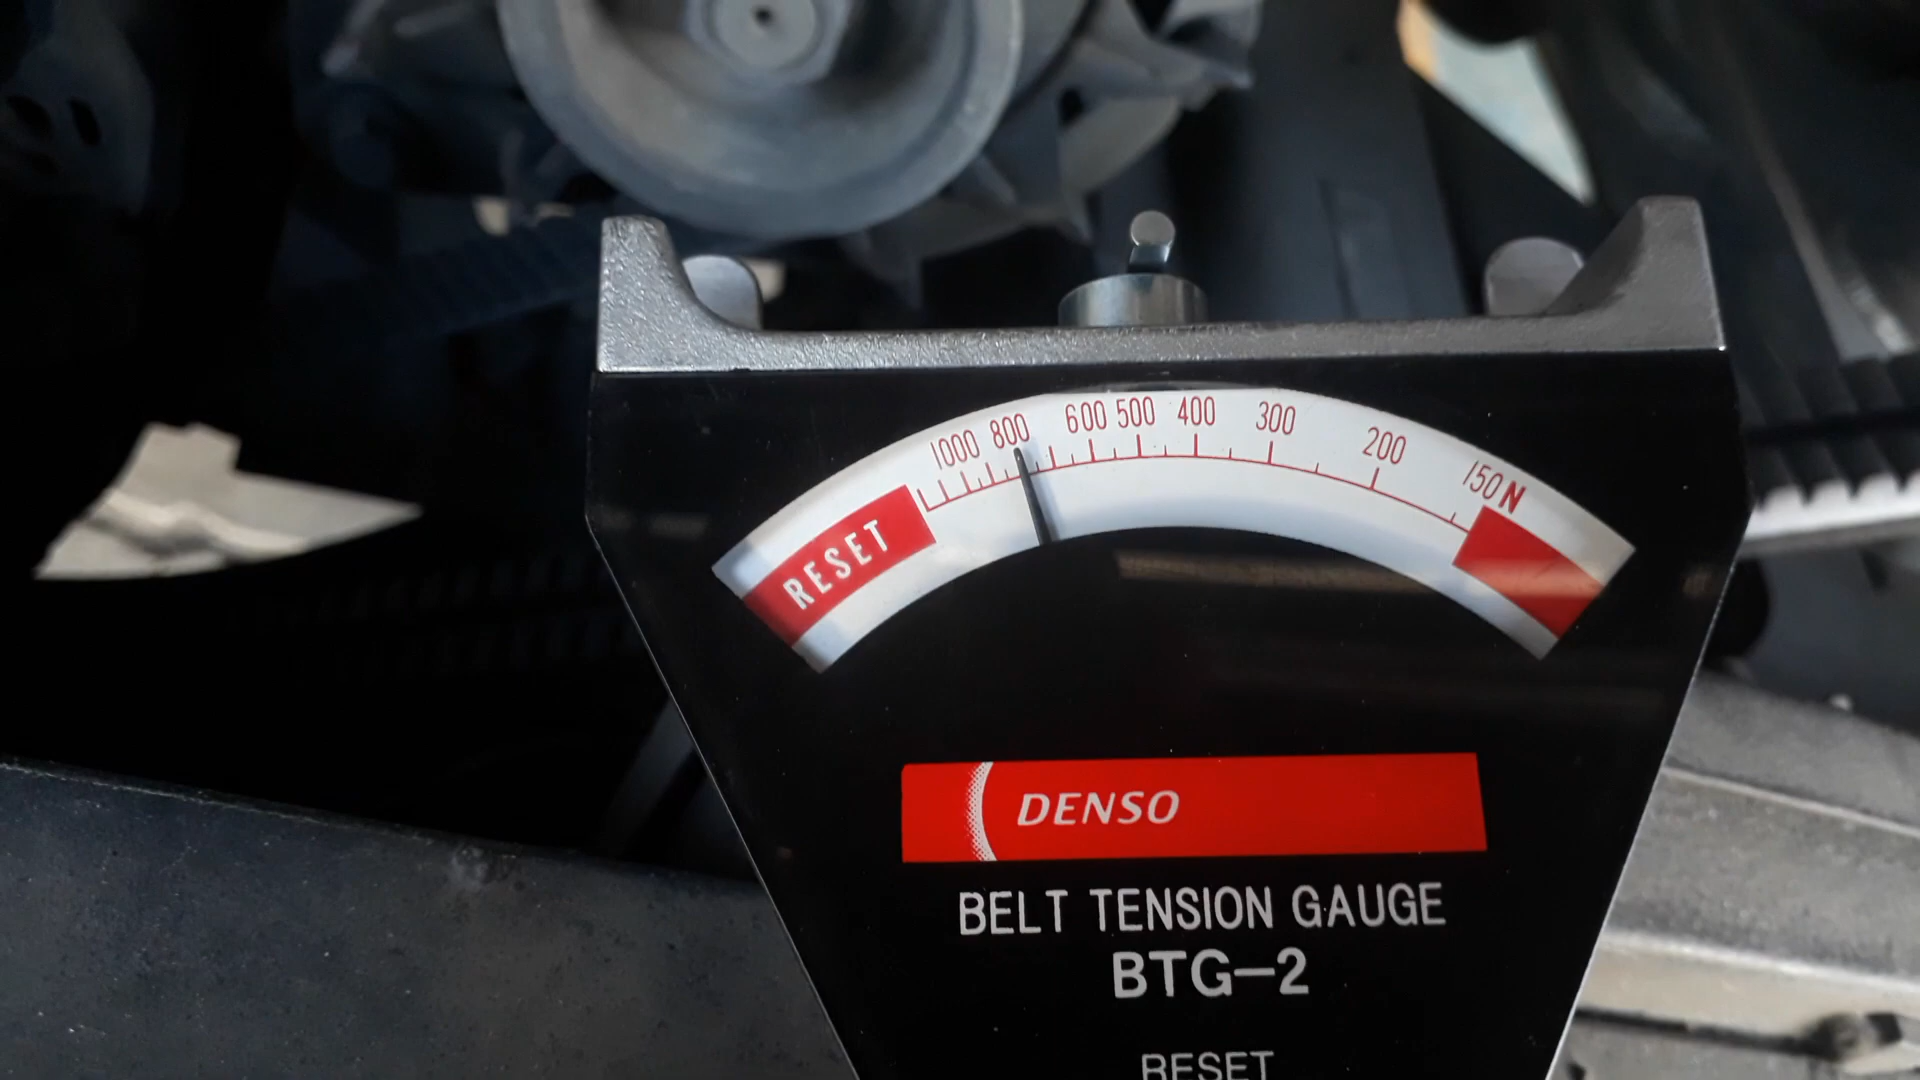 1000 800 600 500 400 300 200 150 N
RESET
DENSO
BELT TENSION GAUGE
BTG-2
RESET